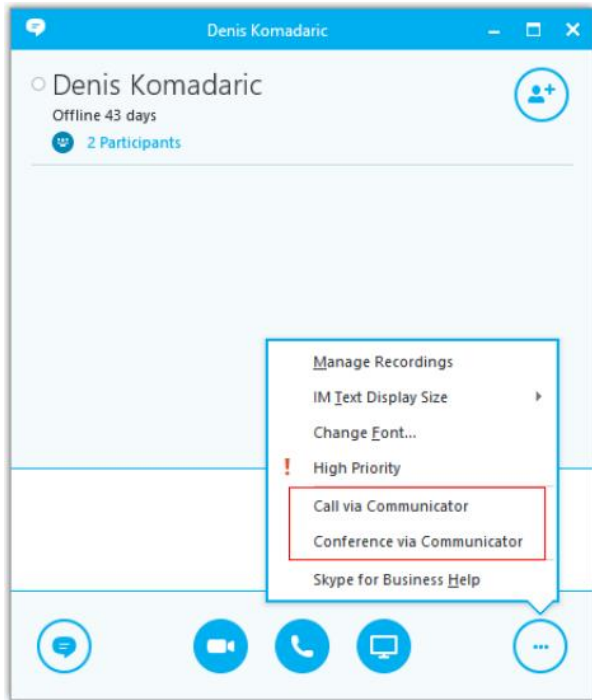 Denis Komadaric
Denis Komadaric
Offline 43 days
2 Participants
Manage Recordings
IM Text Display Size
Change Font...
! High Priority
Call via Communicator
Conference via Communicator
Skype for Business Help